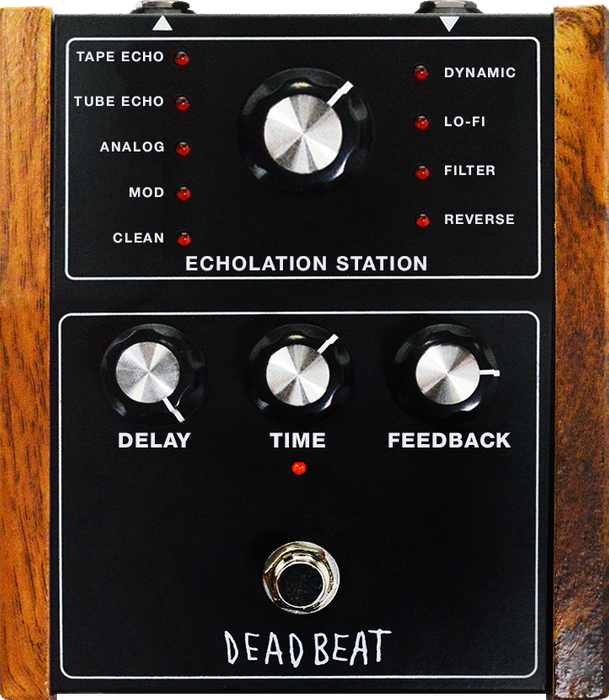 TAPE ECHO
TUBE ECHO
ANALOG
MOD
CLEAN
DYNAMIC
LO-FI
FILTER
REVERSE
ECHOLATION STATION
DELAY
TIME
FEEDBACK
DEADBEAT